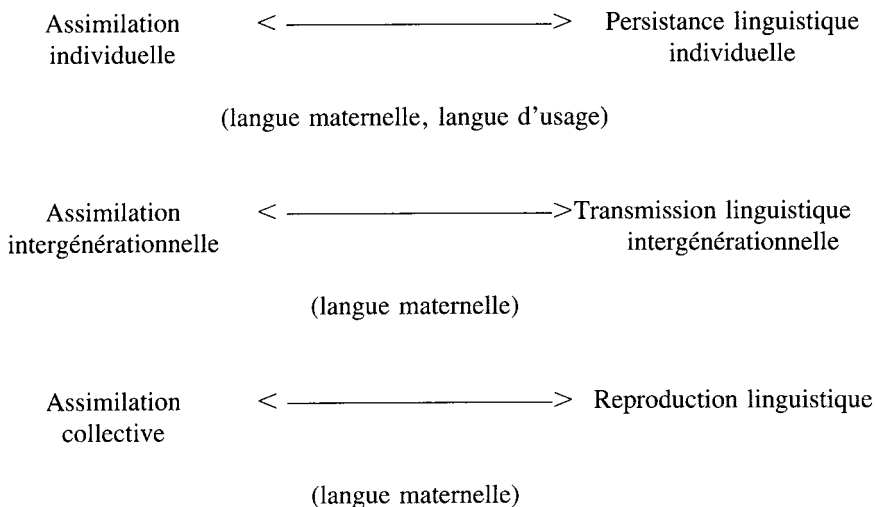 Assimilation < ———> Persistance linguistique
individuelle individuelle
(langue maternelle, langue d'usage)
Assimilation < ———>Transmission linguistique
intergénérationnelle intergénérationnelle
(langue maternelle)
Assimilation < ———> Reproduction linguistique
collective
(langue maternelle)